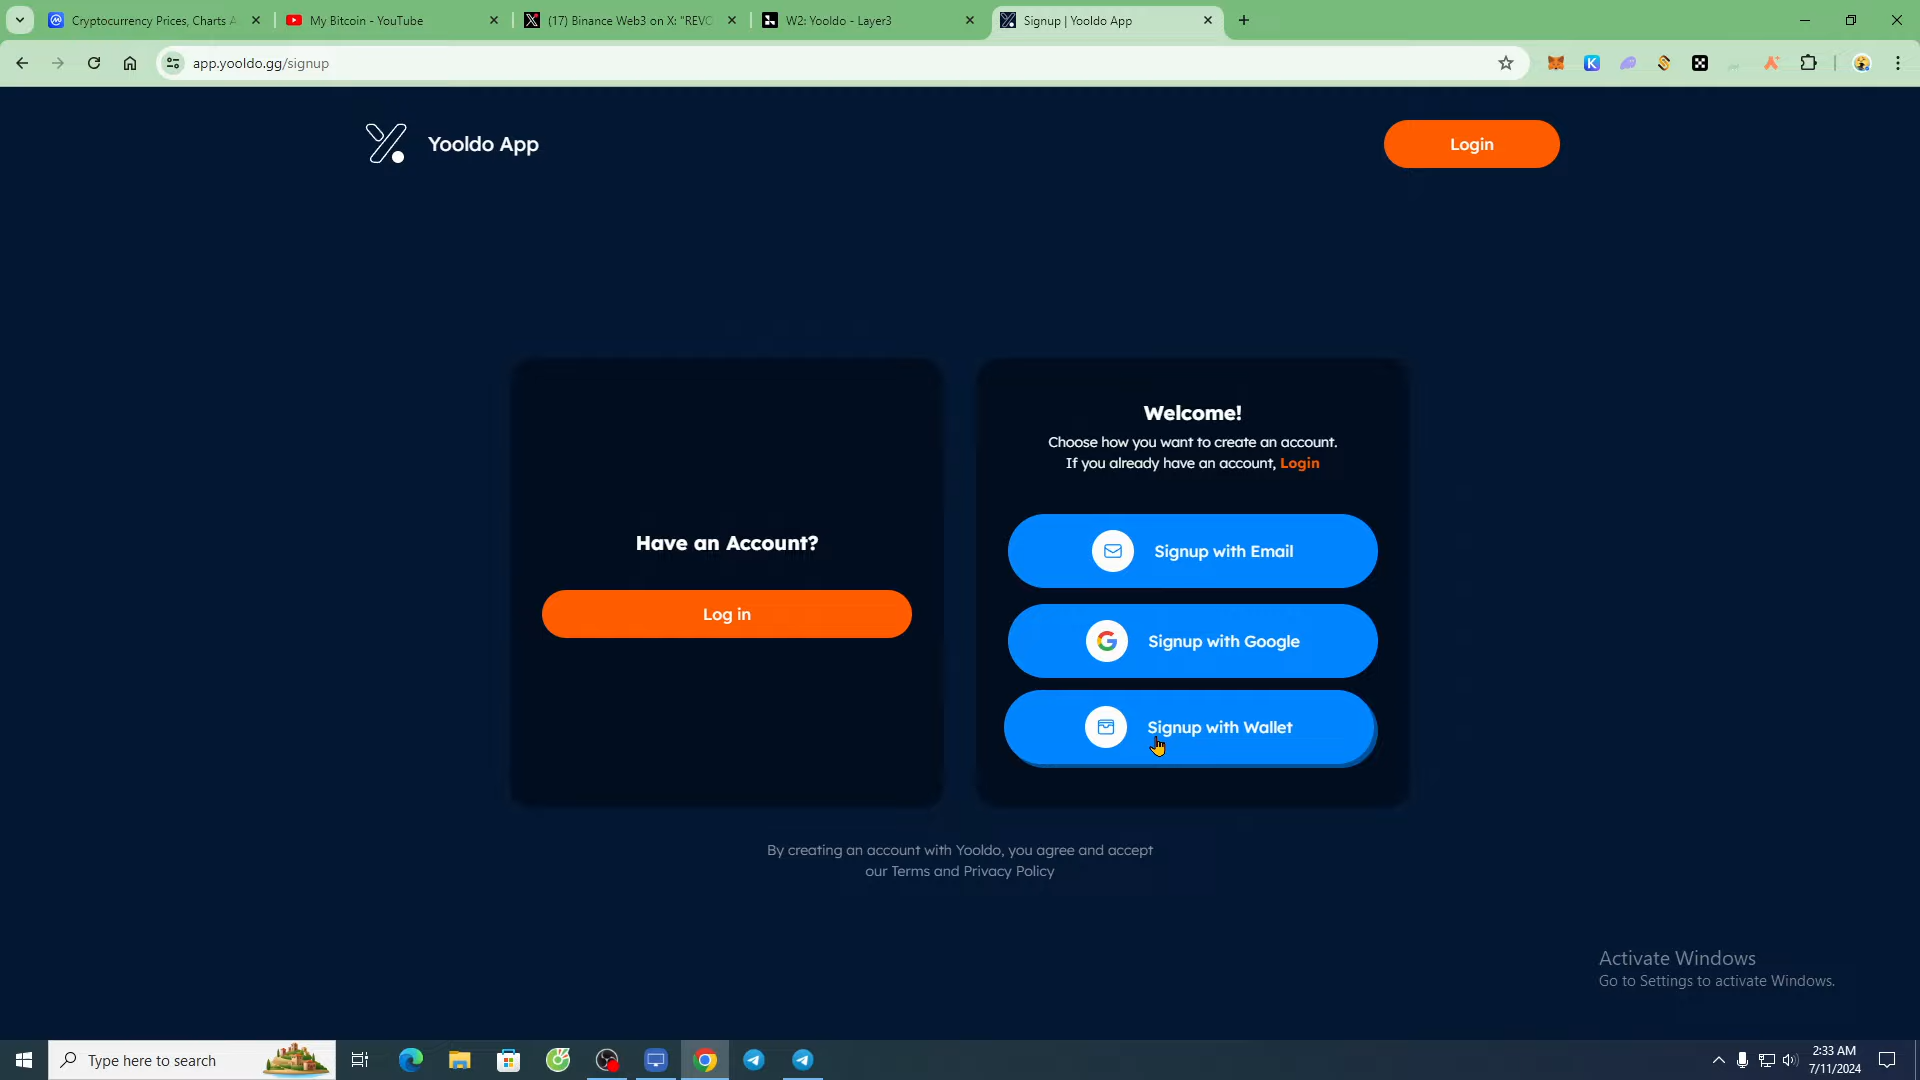 Cryptocurrency Prices, Charts A
My Bitcoin - YouTube
(17) Binance Web3 on X: "REVO
W2: Yooldo - Layer3
Signup | Yooldo App
app.yooldo.gg/signup
Yooldo App
Login
Welcome!
Choose how you want to create an account.
If you already have an account, Login
Have an Account?
Log in
Signup with Email
Signup with Google
Signup with Wallet
By creating an account with Yooldo, you agree and accept
our Terms and Privacy Policy
Activate Windows
Go to Settings to activate Windows.
Type here to search
2:33 AM
7/11/2024